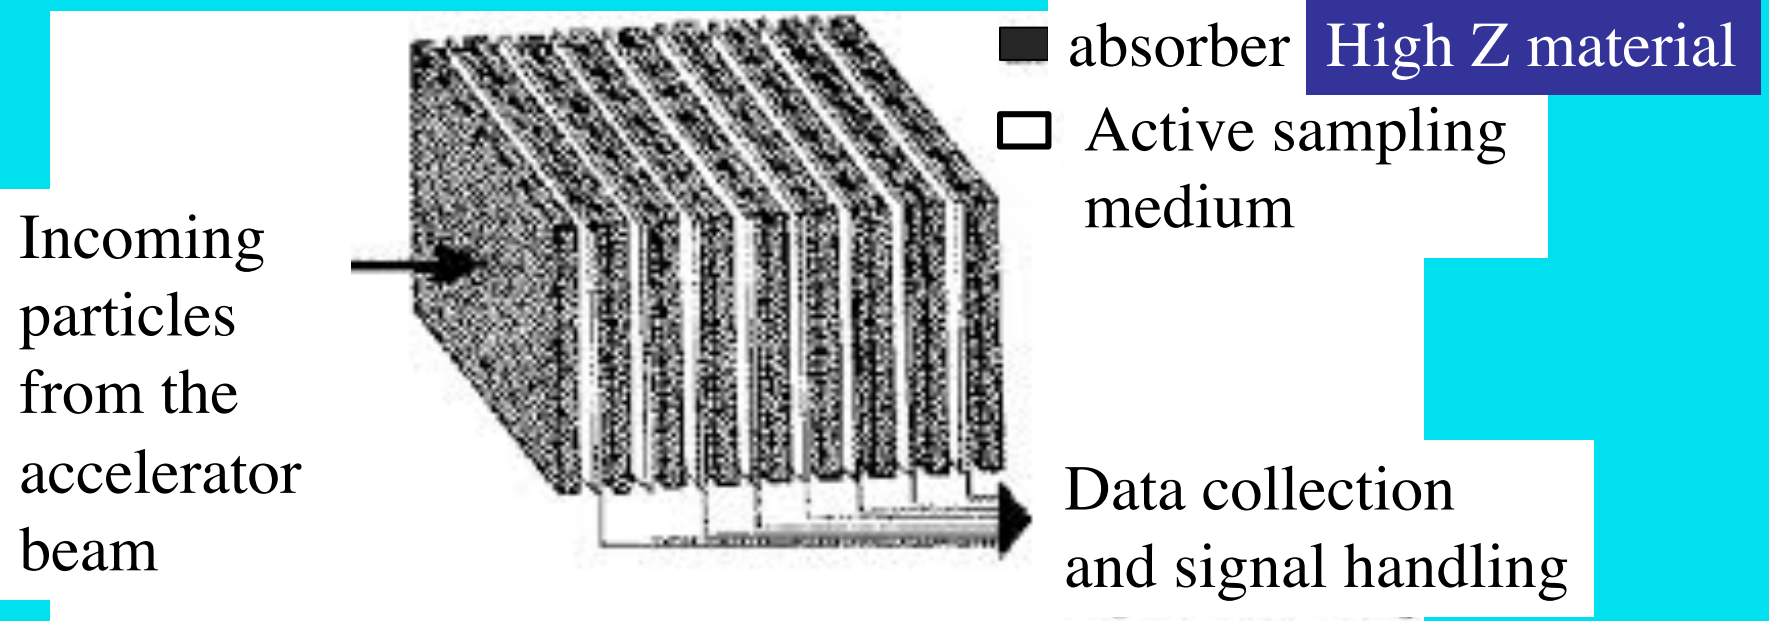 absorber High Z material
Active sampling
medium
Incoming
particles
from the
accelerator
beam
Data collection
and signal handling